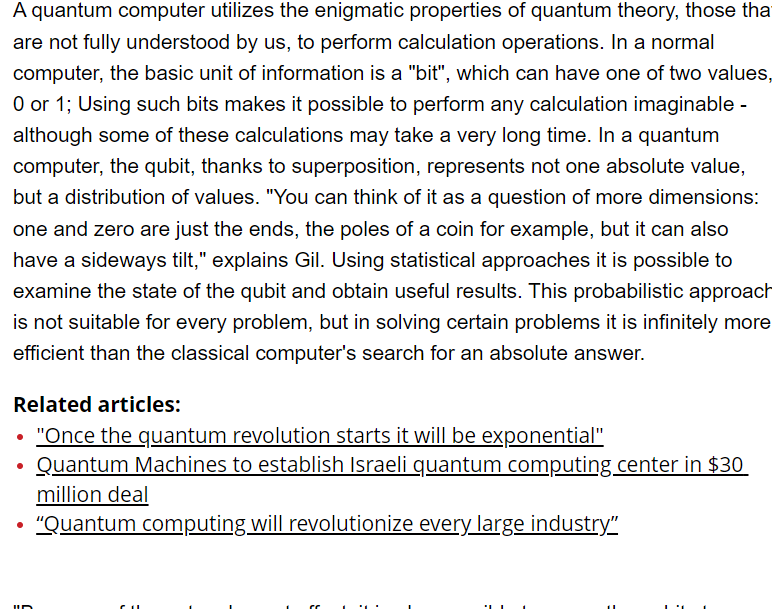 A quantum computer utilizes the enigmatic properties of quantum theory, those tha
are not fully understood by us, to perform calculation operations. In a normal
computer, the basic unit of information is a "bit", which can have one of two values,
0 or 1; Using such bits makes it possible to perform any calculation imaginable -
although some of these calculations may take a very long time. In a quantum
computer, the qubit, thanks to superposition, represents not one absolute value,
but a distribution of values. "You can think of it as a question of more dimensions:
one and zero are just the ends, the poles of a coin for example, but it can also
have a sideways tilt," explains Gil. Using statistical approaches it is possible to
examine the state of the qubit and obtain useful results. This probabilistic approach
is not suitable for every problem, but in solving certain problems it is infinitely more
efficient than the classical computer's search for an absolute answer.
Related articles:
• "Once the quantum revolution starts it will be exponential"
• Quantum Machines to establish Israeli quantum computing center in $30
million deal
• “Quantum computing will revolutionize every large industry”